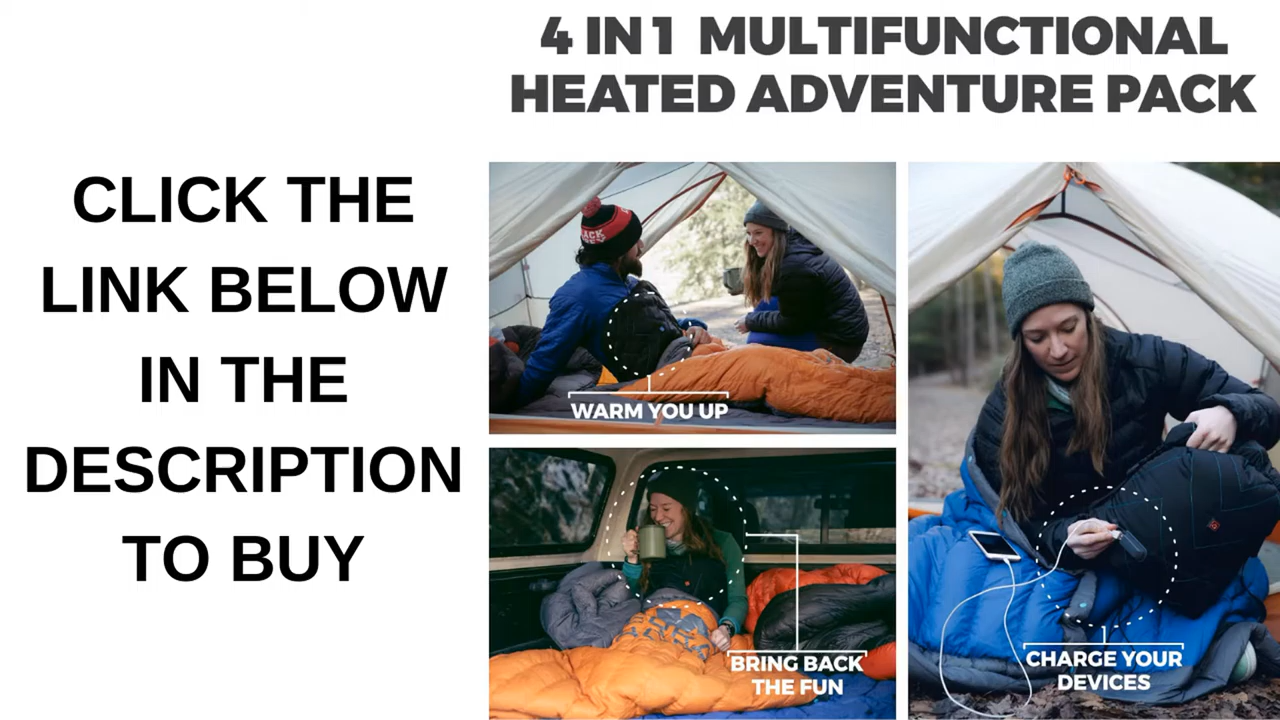 4 IN 1 MULTIFUNCTIONAL
HEATED ADVENTURE PACK
CLICK THE
LINK BELOW
IN THE
DESCRIPTION
TO BUY
WARM YOU UP
BRING BACK
THE FUN
CHARGE YOUR
DEVICES